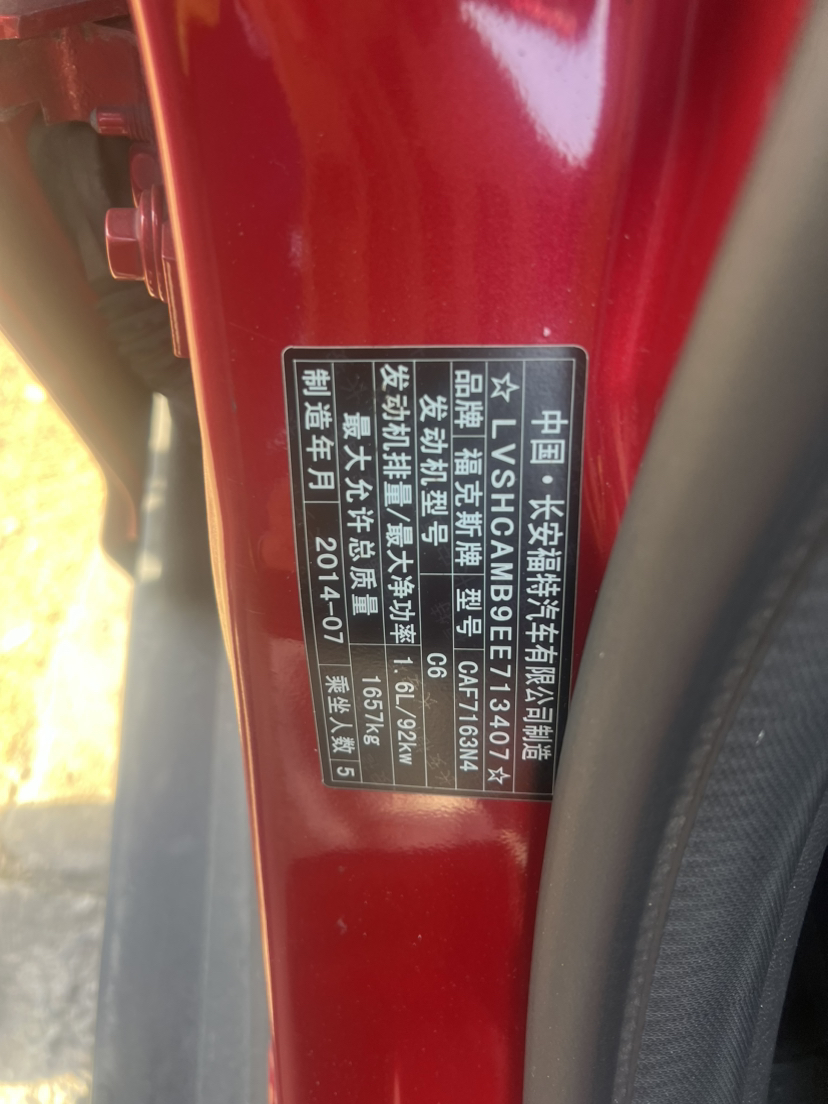 中国·长安福特汽车有限公司制造
☆LVSHCAMB9EE713407☆
品牌 福克斯牌 型号 CAF7163N4
发动机型号 C6
发动机排量/最大净功率 1.6L/92kw
最大允许总质量 1657kg
制造年月 2014-07 乘坐人数 5